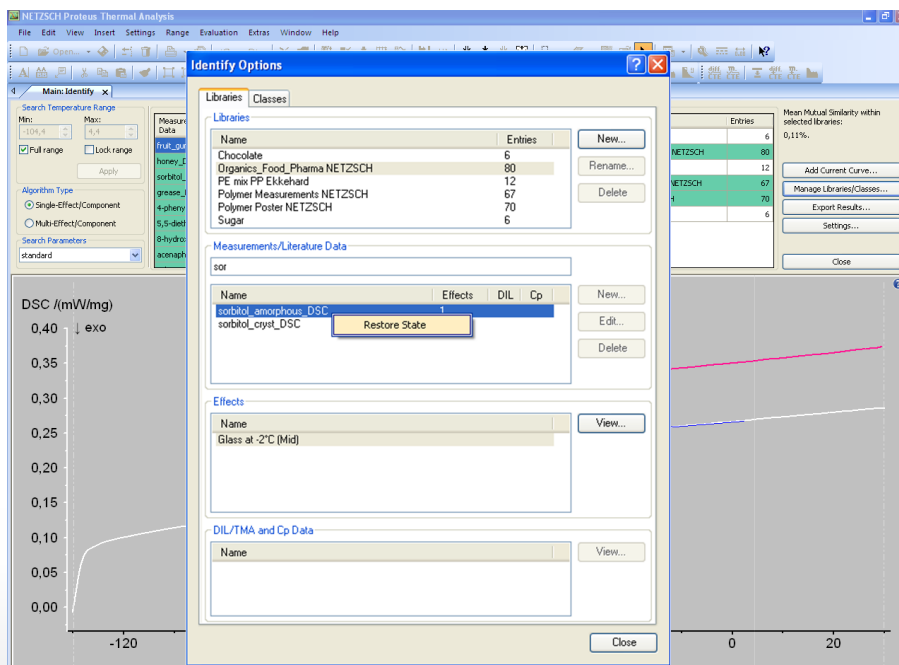 NETZSCH Proteus Thermal Analysis
File Edit View Insert Settings Range Evaluation Extras Window Help
Open...
Main: Identify x
Search Temperature Range
Min: Max:
-104,4 4,4
Full range Lock range
Apply
Algorithm Type
Single-Effect/Component
Multi-Effect/Component
Search Parameters
standard
Data
honey_D
sorbitol_
4-pheny
5,5-dieth
8-hydrox
acenaph
Identify Options
Libraries Classes
Libraries
Name Entries
Chocolate 6
Organics_Food_Pharma NETZSCH 80
PE mix PP Ekkehard 12
Polymer Measurements NETZSCH 67
Polymer Poster NETZSCH 70
Sugar 6
New...
Rename...
Delete
Measurements/Literature Data
sor
Name Effects DIL Cp
sorbitol_amorphous_DSC 1
sorbitol_cryst_DSC
Restore State
New...
Edit...
Delete
Effects
Name
Glass at -2°C (Mid)
View...
DIL/TMA and Cp Data
Name
View...
Close
Entries
6
NETZSCH 80
12
NETZSCH 67
70
6
Mean Mutual Similarity within
selected libraries:
0,11%.
Add Current Curve...
Manage Libraries/Classes...
Export Results...
Settings...
Close
DSC /(mW/mg)
↓ exo
0,40
0,35
0,30
0,25
0,20
0,15
0,10
0,05
0,00
-120 0 20